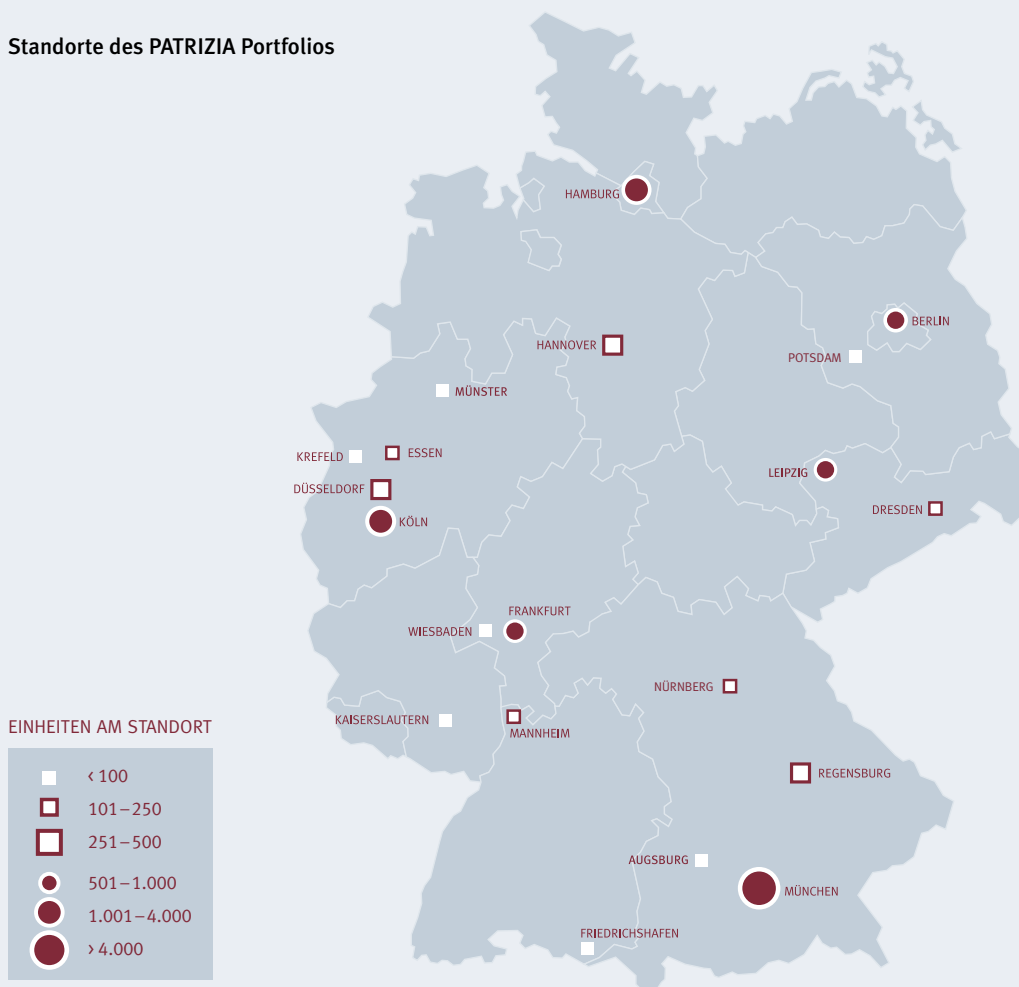 Standorte des PATRIZIA Portfolios
HAMBURG
BERLIN
HANNOVER
POTSDAM
MÜNSTER
KREFELD
ESSEN
LEIPZIG
DÜSSELDORF
DRESDEN
KÖLN
FRANKFURT
WIESBADEN
NÜRNBERG
KAISERSLAUTERN
MANNHEIM
EINHEITEN AM STANDORT
‹ 100
101–250
251–500
501–1.000
1.001–4.000
› 4.000
REGENSBURG
AUGSBURG
MÜNCHEN
FRIEDRICHSHAFEN